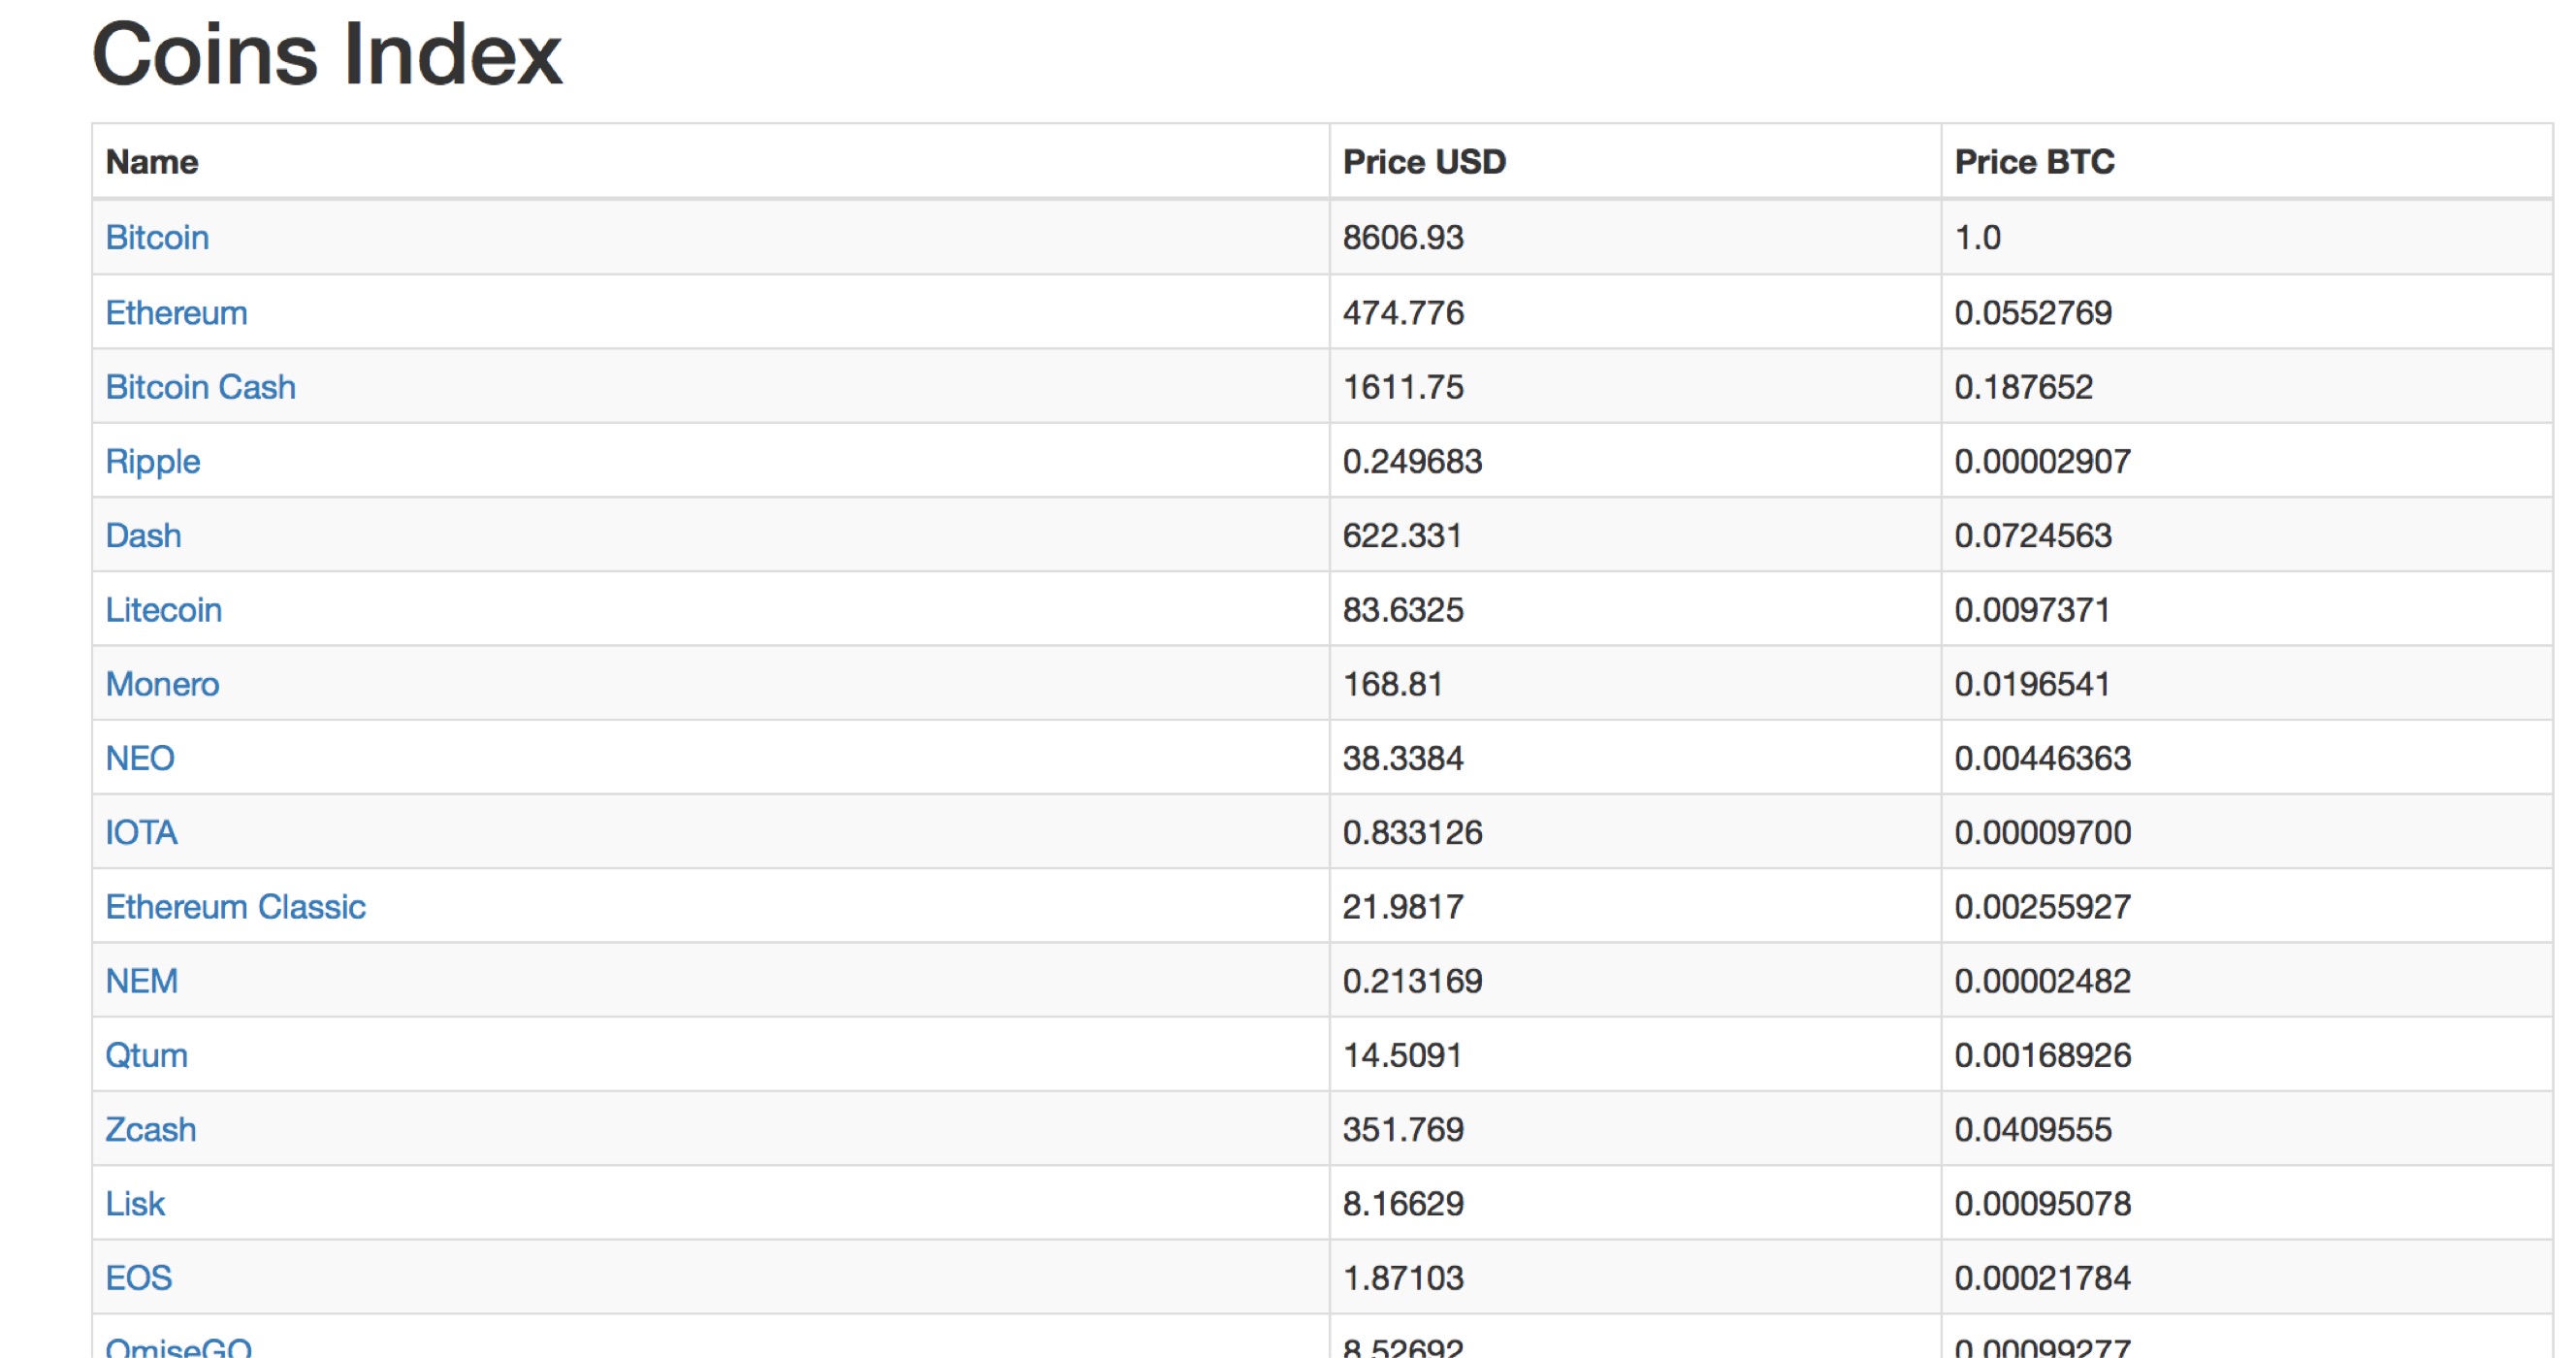 Coins Index
Name Price USD Price BTC
Bitcoin 8606.93 1.0
Ethereum 474.776 0.0552769
Bitcoin Cash 1611.75 0.187652
Ripple 0.249683 0.00002907
Dash 622.331 0.0724563
Litecoin 83.6325 0.0097371
Monero 168.81 0.0196541
NEO 38.3384 0.00446363
IOTA 0.833126 0.00009700
Ethereum Classic 21.9817 0.00255927
NEM 0.213169 0.00002482
Qtum 14.5091 0.00168926
Zcash 351.769 0.0409555
Lisk 8.16629 0.00095078
EOS 1.87103 0.00021784
OmiseGO 8.52692 0.00099277